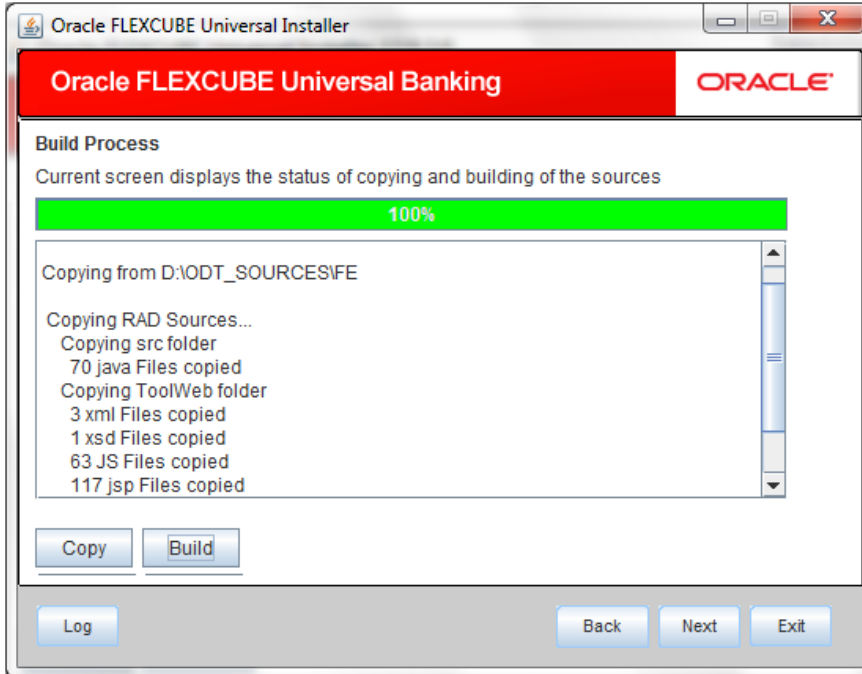 Oracle FLEXCUBE Universal Installer
Oracle FLEXCUBE Universal Banking
ORACLE
Build Process
Current screen displays the status of copying and building of the sources
100%
Copying from D:\ODT_SOURCES\FE
Copying RAD Sources...
Copying src folder
70 java Files copied
Copying ToolWeb folder
3 xml Files copied
1 xsd Files copied
63 JS Files copied
117 jsp Files copied
Copy Build
Log Back Next Exit